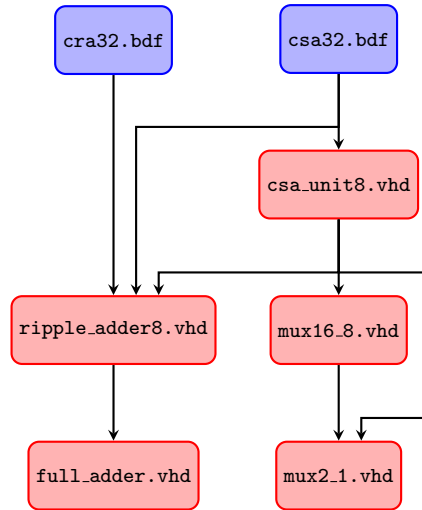 cra32.bdf
csa32.bdf
csa_unit8.vhd
ripple_adder8.vhd
mux16_8.vhd
full_adder.vhd
mux2_1.vhd